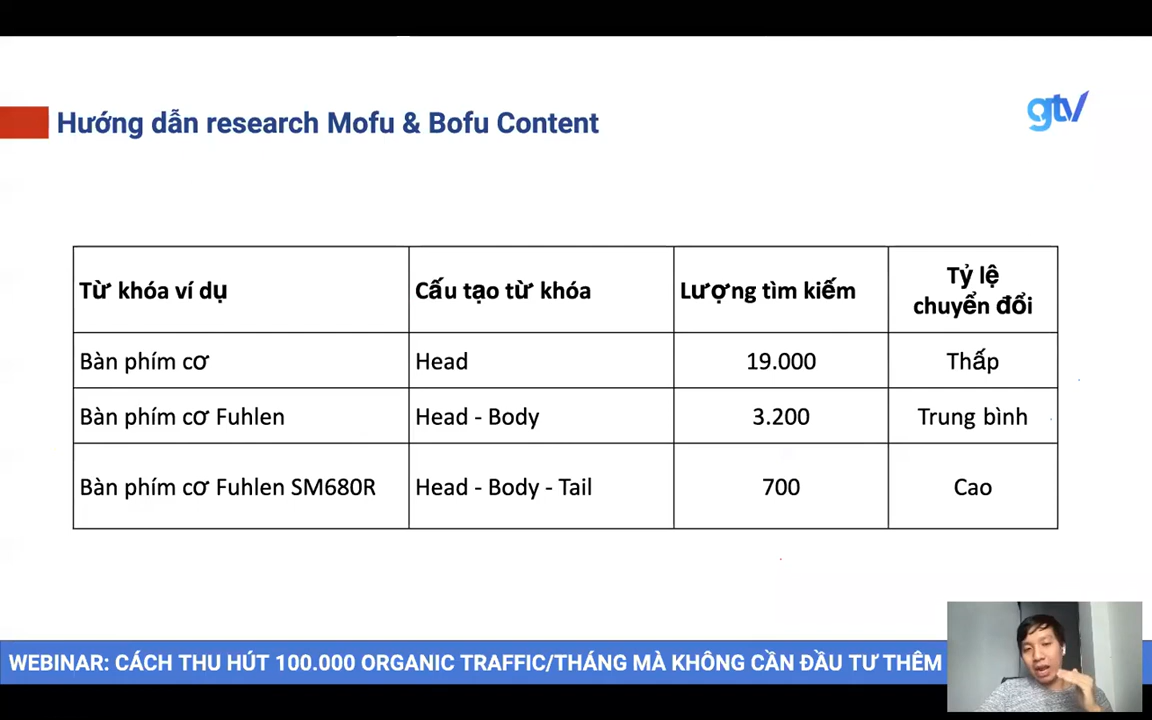 Hướng dẫn research Mofu & Bofu Content
gtv
Từ khóa ví dụ
Cấu tạo từ khóa
Lượng tìm kiếm
Tỷ lệ
chuyển đổi
Bàn phím cơ
Head
19.000
Thấp
Bàn phím cơ Fuhlen
Head - Body
3.200
Trung bình
Bàn phím cơ Fuhlen SM680R
Head - Body - Tail
700
Cao
WEBINAR: CÁCH THU HÚT 100.000 ORGANIC TRAFFIC/THÁNG MÀ KHÔNG CẦN ĐẦU TƯ THÊM